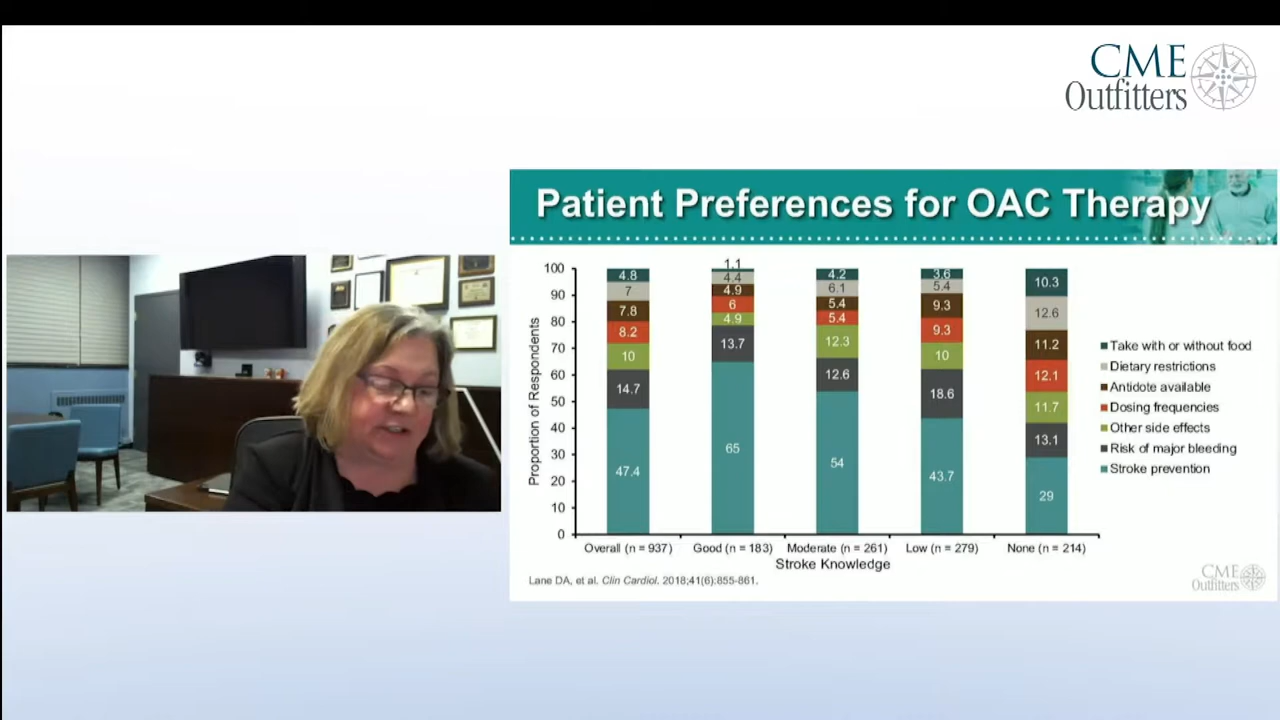 CME
Outfitters
Patient Preferences for OAC Therapy
Proportion of Respondents
100
90
80
70
60
50
40
30
20
10
0
4.8
7
7.8
8.2
10
14.7
47.4
1.1
4.4
4.9
6
4.9
13.7
65
4.2
6.1
5.4
5.4
12.3
12.6
54
3.6
5.4
9.3
9.3
10
18.6
43.7
10.3
12.6
11.2
12.1
11.7
13.1
29
Take with or without food
Dietary restrictions
Antidote available
Dosing frequencies
Other side effects
Risk of major bleeding
Stroke prevention
Overall (n = 937)
Good (n = 183)
Moderate (n = 261)
Low (n = 279)
None (n = 214)
Stroke Knowledge
Lane DA, et al. Clin Cardiol. 2018;41(6):855-861.
CME
Outfitters